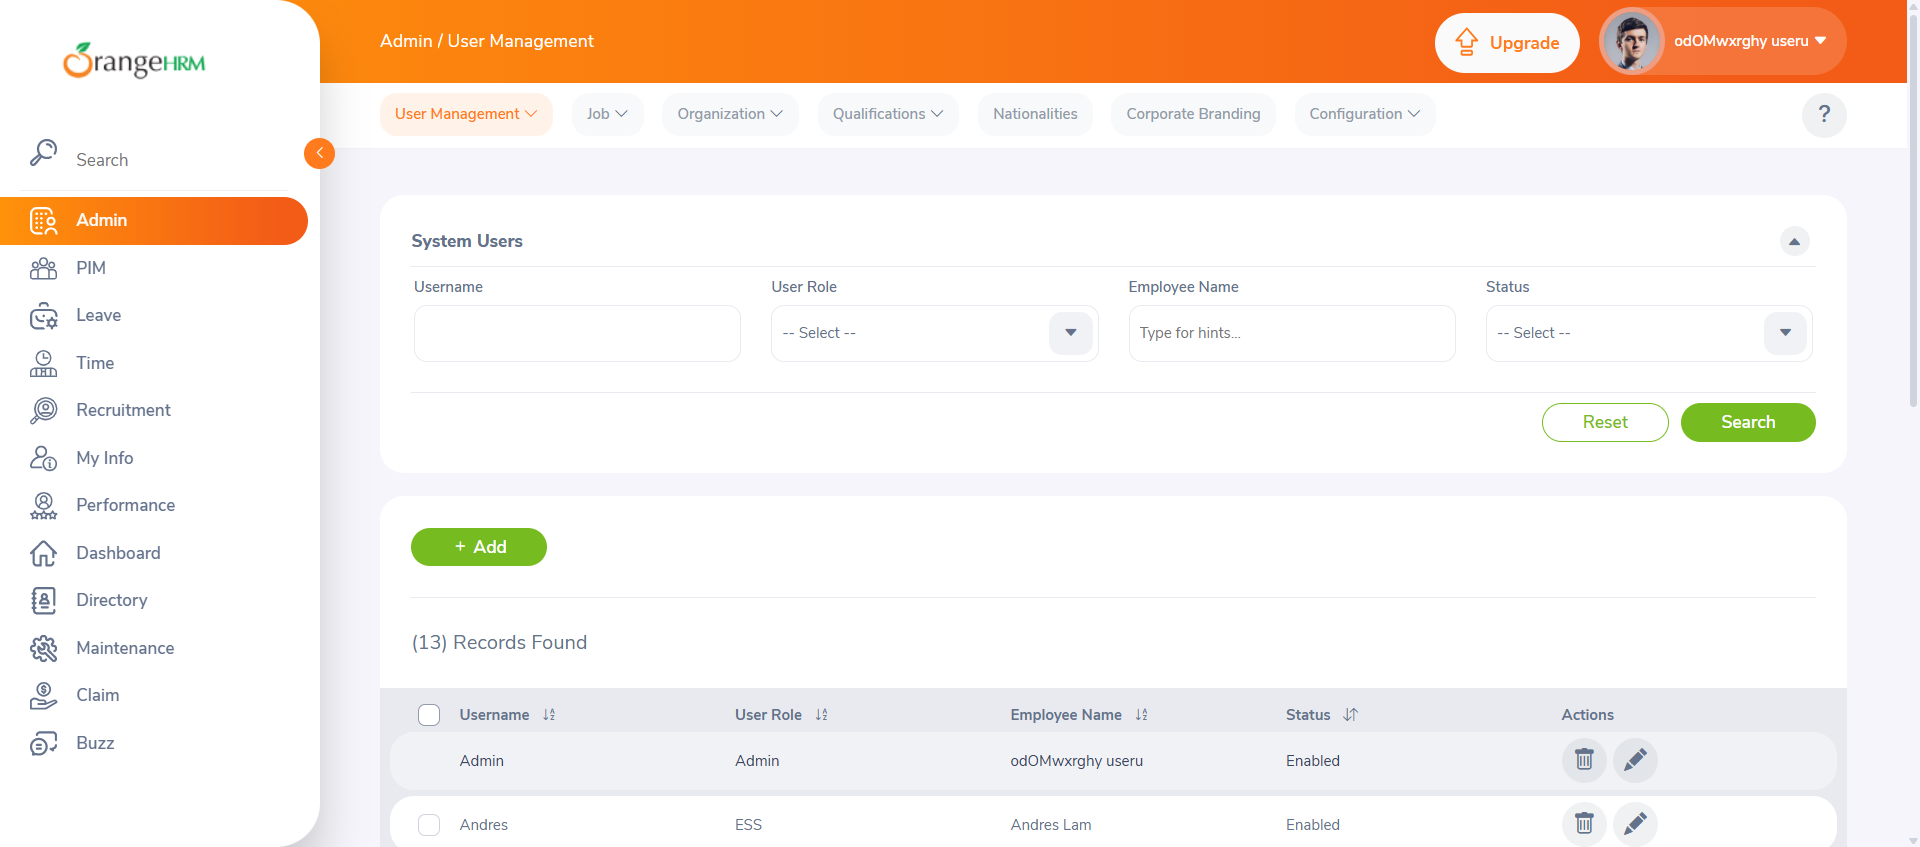 OrangeHRM
Admin / User Management
Upgrade
odOMwxrghy useru
User Management
Job
Organization
Qualifications
Nationalities
Corporate Branding
Configuration
?
Search
Admin
PIM
Leave
Time
Recruitment
My Info
Performance
Dashboard
Directory
Maintenance
Claim
Buzz
System Users
Username
User Role
Employee Name
Status
-- Select --
Type for hints...
-- Select --
Reset
Search
+ Add
(13) Records Found
Username User Role Employee Name Status Actions
Admin Admin odOMwxrghy useru Enabled
Andres ESS Andres Lam Enabled